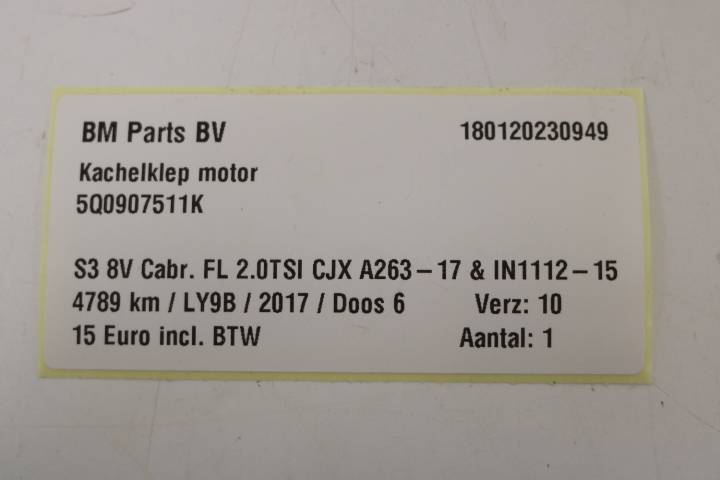 BM Parts BV 180120230949
Kachelklep motor
5Q0907511K
S3 8V Cabr. FL 2.0TSI CJX A263-17 & IN1112-15
4789 km / LY9B / 2017 / Doos 6 Verz: 10
15 Euro incl. BTW Aantal: 1